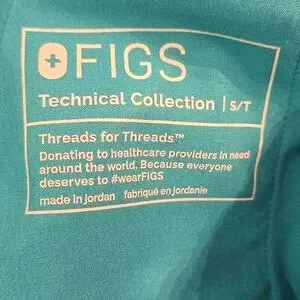 FIGS
Technical Collection | S/T
Threads for Threads™
Donating to healthcare providers in need
around the world. Because everyone
deserves to #wearFIGS
made in jordan fabriqué en jordanie